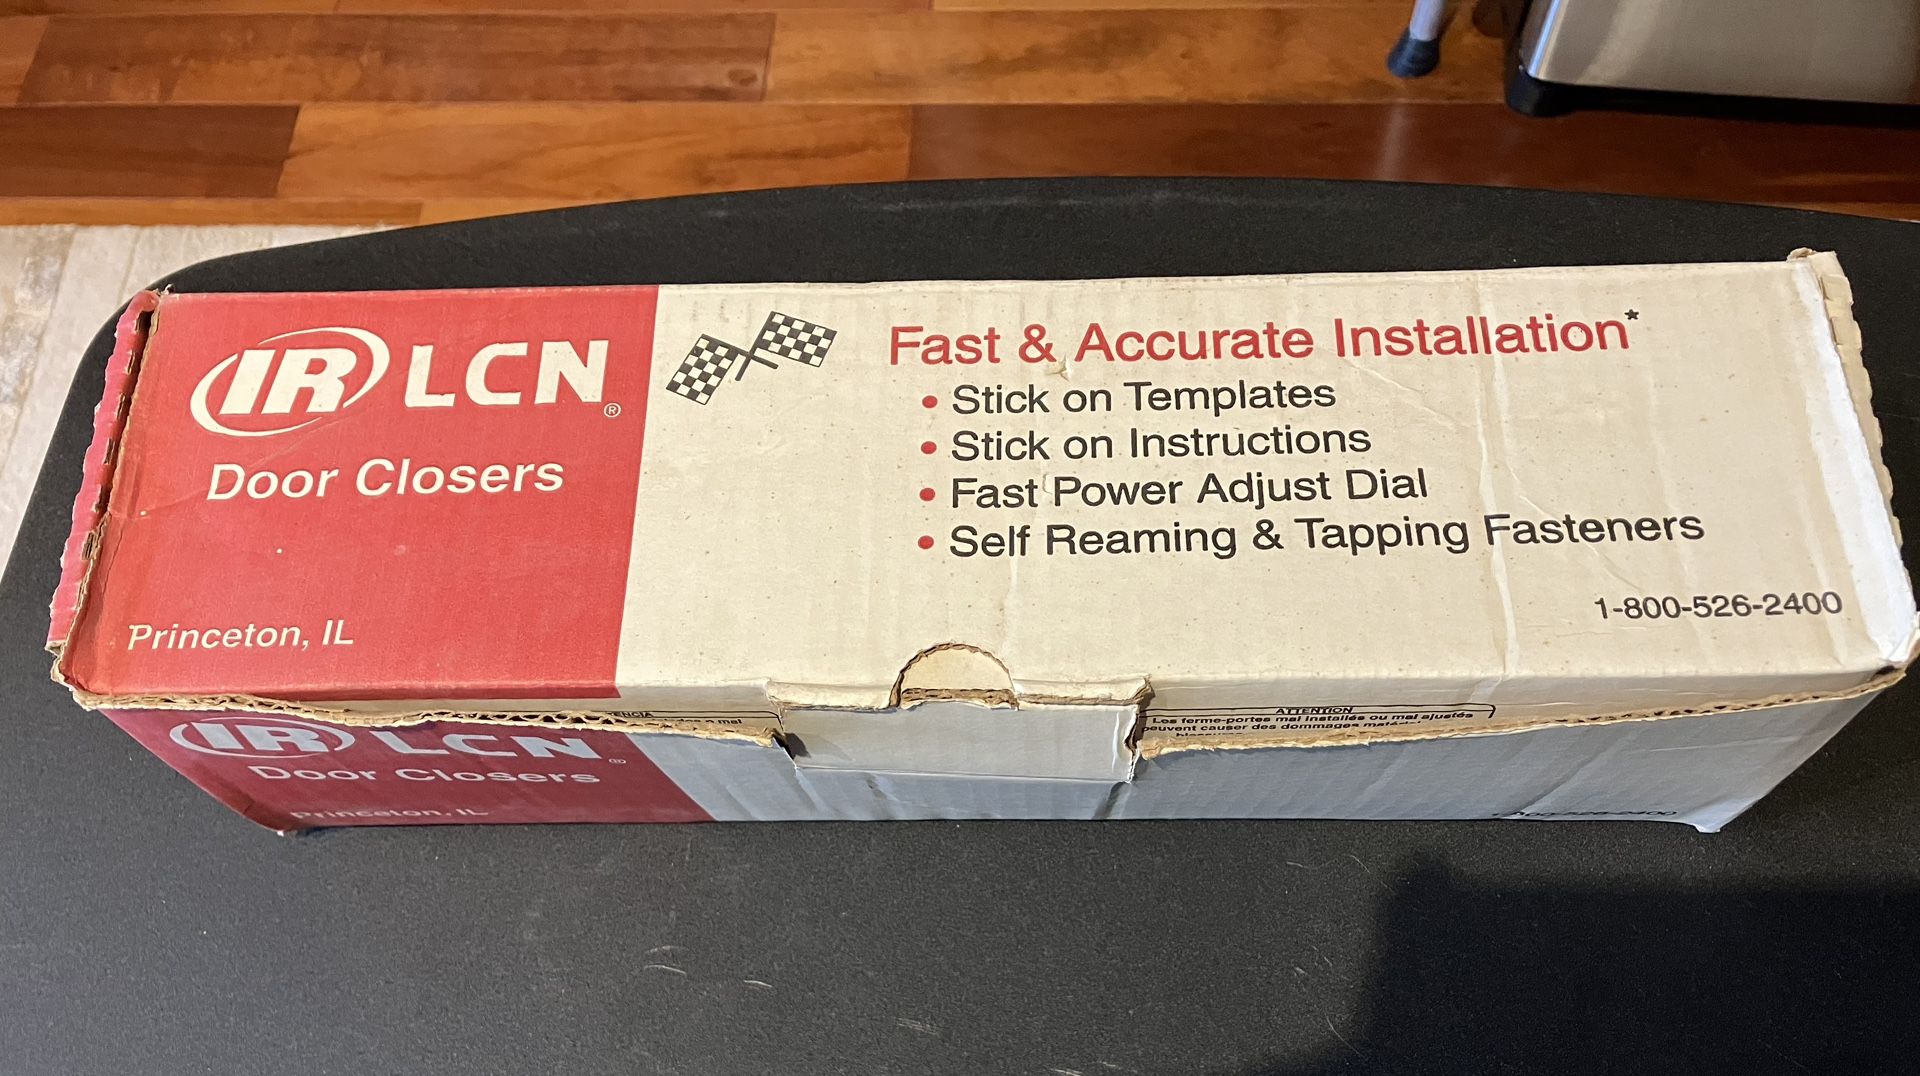 IR LCN®
Door Closers
Princeton, IL
Fast & Accurate Installation*
• Stick on Templates
• Stick on Instructions
• Fast Power Adjust Dial
• Self Reaming & Tapping Fasteners
1-800-526-2400
ATTENTION
Les ferme-portes mal installés ou mal ajustés
peuvent causer des dommages
IR LCN®
Door Closers
Princeton, IL